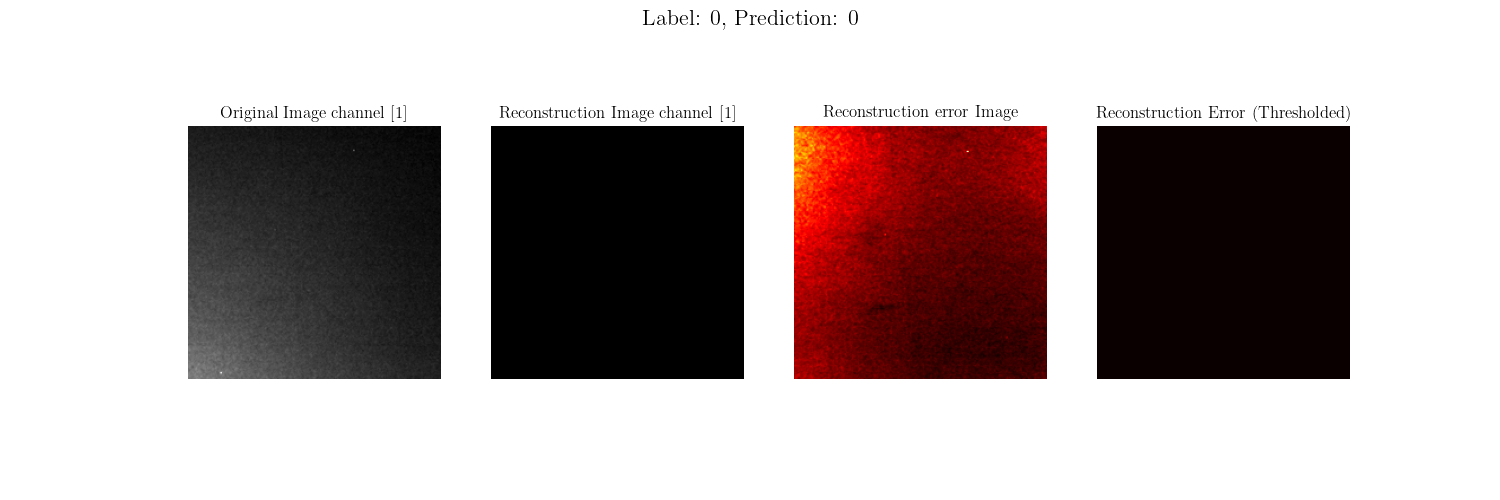 Label: 0, Prediction: 0
Original Image channel [1]
Reconstruction Image channel [1]
Reconstruction error Image
Reconstruction Error (Thresholded)